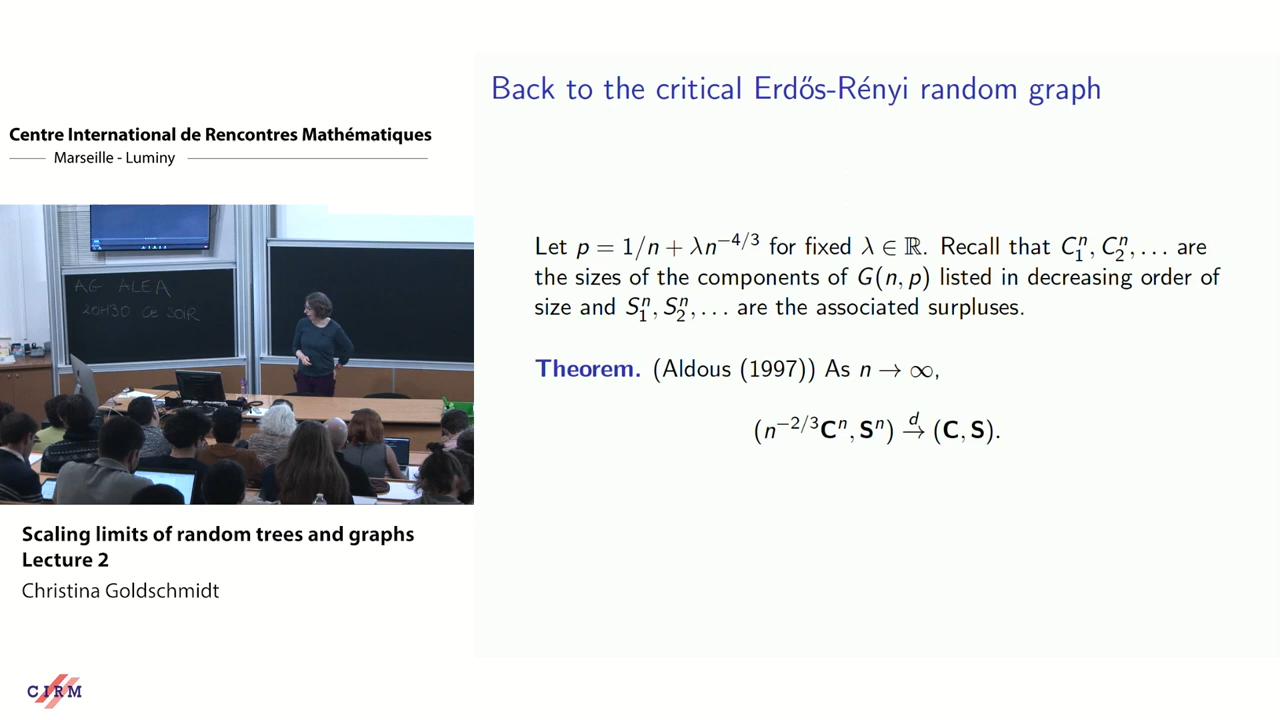 Back to the critical Erdős-Rényi random graph
Centre International de Rencontres Mathématiques
Marseille - Luminy
AG ALEA
20H30 CE SOIR
Let p = 1/n + λn^{-4/3} for fixed λ ∈ ℝ. Recall that C_1^n, C_2^n, . . . are
the sizes of the components of G(n, p) listed in decreasing order of
size and S_1^n, S_2^n, . . . are the associated surpluses.
Theorem. (Aldous (1997)) As n → ∞,
(n^{-2/3}C^n, S^n) →^d (C, S).
Scaling limits of random trees and graphs
Lecture 2
Christina Goldschmidt
CIRM